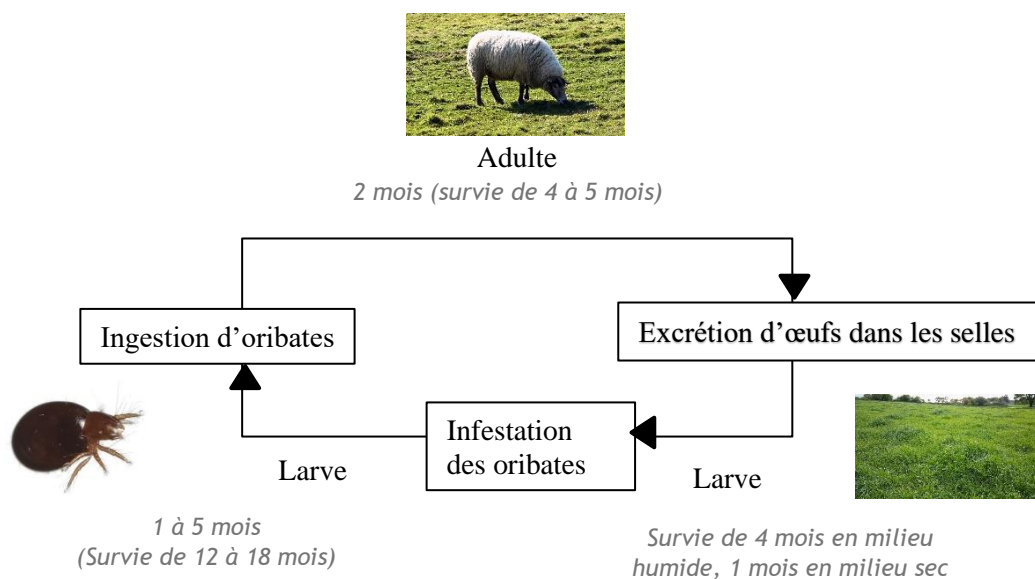 Adulte
2 mois (survie de 4 à 5 mois)
Ingestion d'oribates
Excrétion d'œufs dans les selles
Infestation
des oribates
Larve
Larve
1 à 5 mois
(Survie de 12 à 18 mois)
Survie de 4 mois en milieu
humide, 1 mois en milieu sec